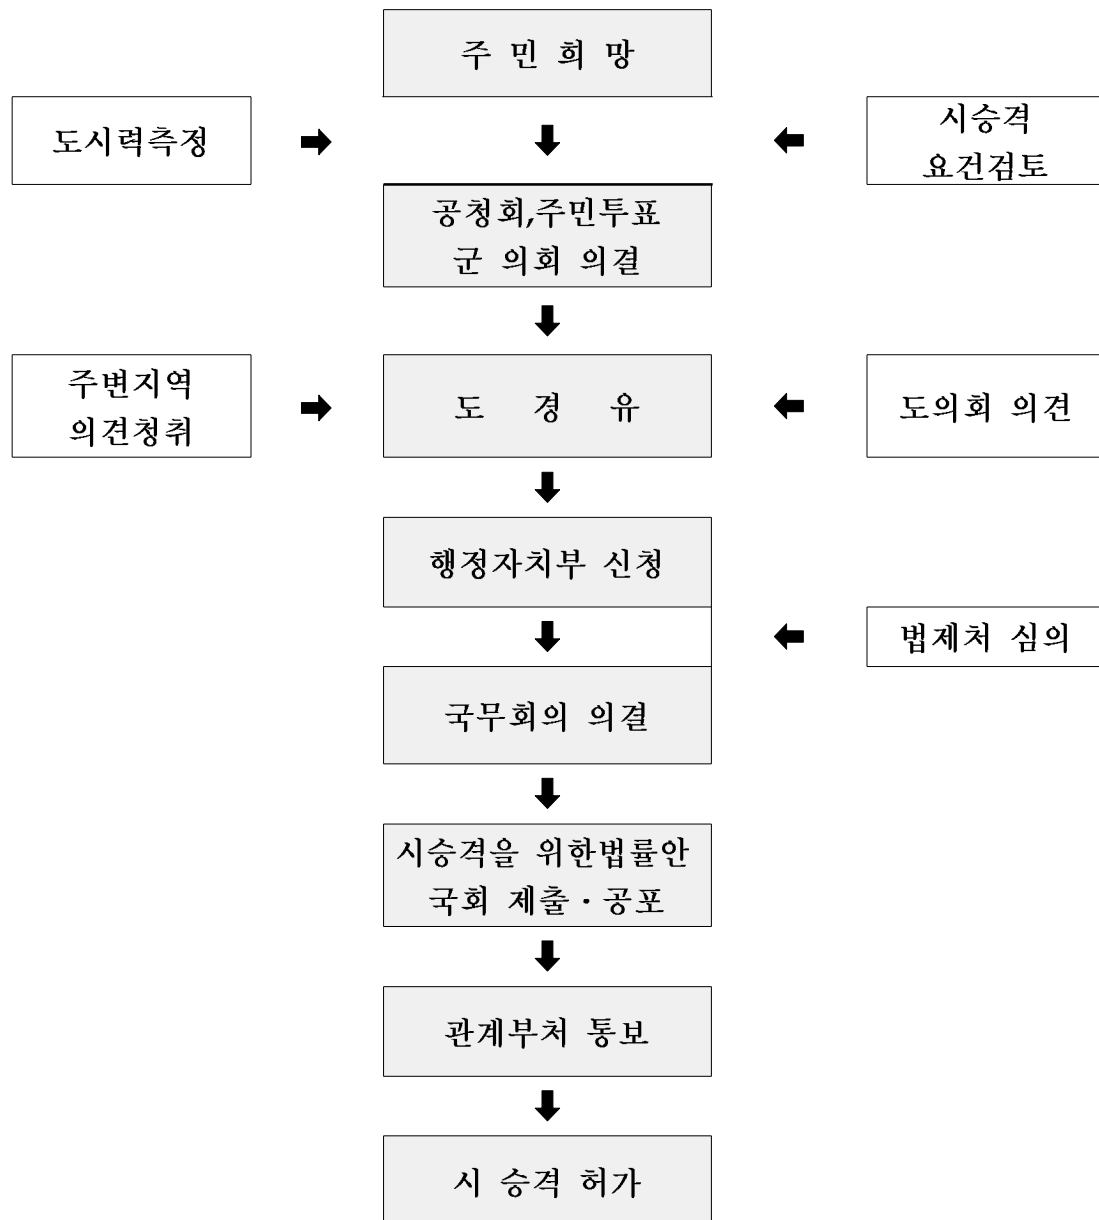 주 민 희 망
도시력측정
시승격
요건검토
공청회,주민투표
군 의회 의결
주변지역
의견청취
도 경 유
도의회 의견
행정자치부 신청
법제처 심의
국무회의 의결
시승격을 위한법률안
국회 제출·공포
관계부처 통보
시 승격 허가